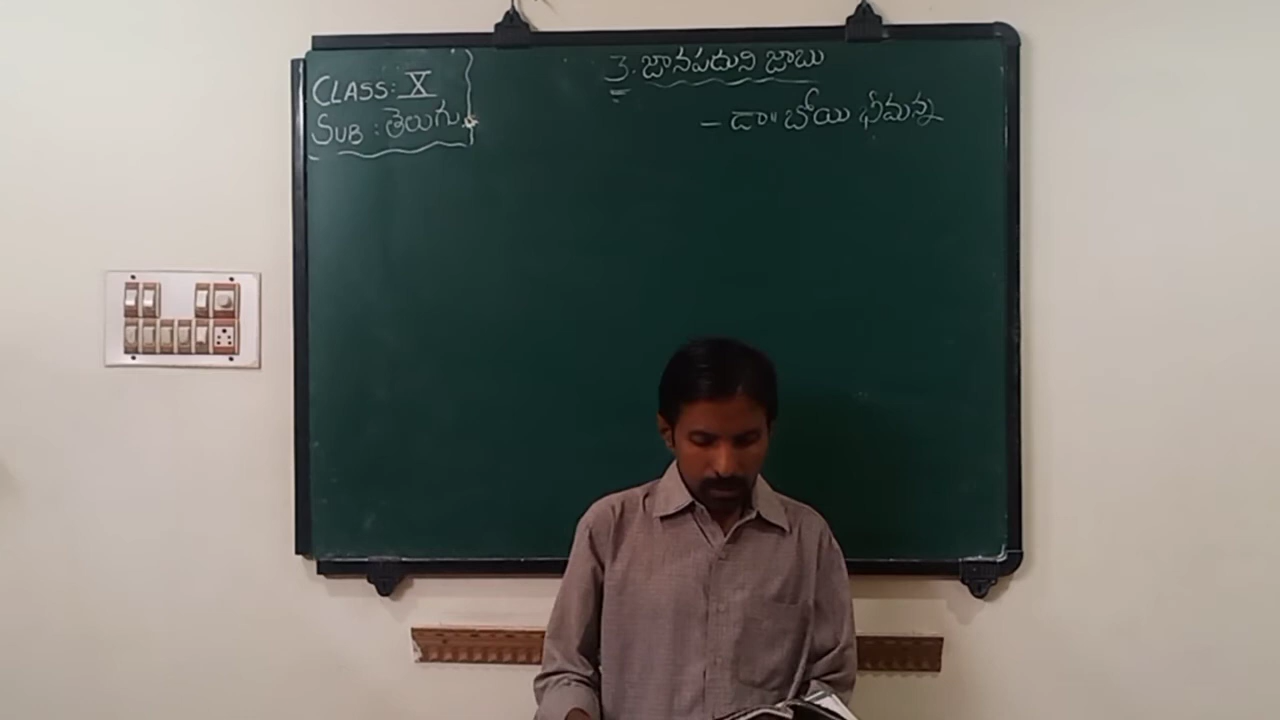 CLASS: X
SUB : తెలుగు
3. జానపదుని జాబు
- డా" బోయి భీమన్న